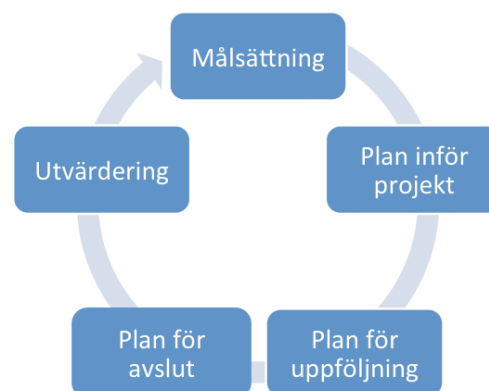 Målsättning
Plan inför
projekt
Plan för
uppföljning
Plan för
avslut
Utvärdering